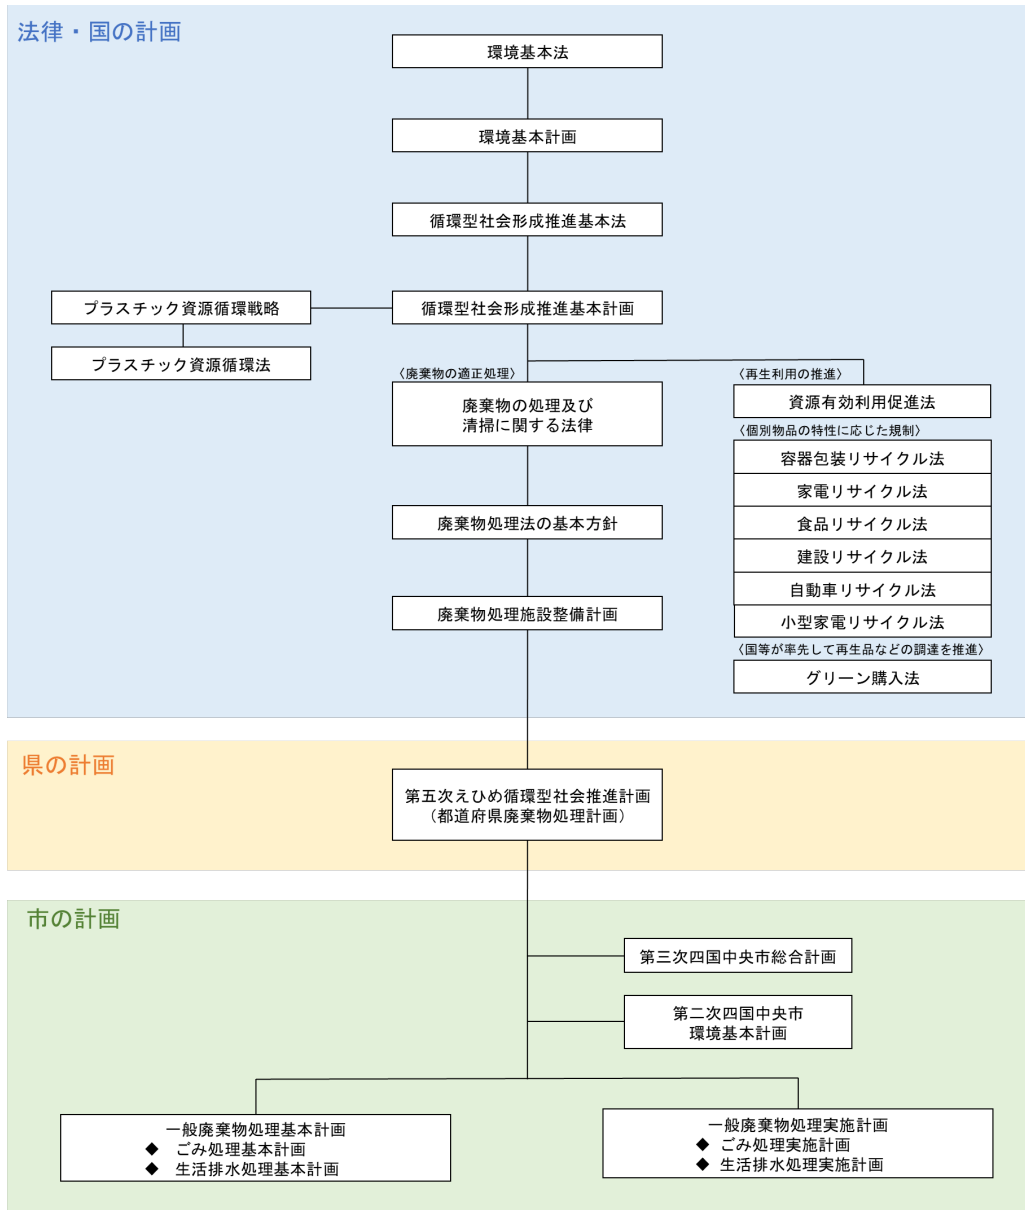 法律・国の計画
環境基本法
環境基本計画
循環型社会形成推進基本法
プラスチック資源循環戦略
循環型社会形成推進基本計画
プラスチック資源循環法
〈廃棄物の適正処理〉
廃棄物の処理及び
清掃に関する法律
廃棄物処理法の基本方針
廃棄物処理施設整備計画
〈再生利用の推進〉
資源有効利用促進法
〈個別物品の特性に応じた規制〉
容器包装リサイクル法
家電リサイクル法
食品リサイクル法
建設リサイクル法
自動車リサイクル法
小型家電リサイクル法
〈国等が率先して再生品などの調達を推進〉
グリーン購入法
県の計画
第五次えひめ循環型社会推進計画
（都道府県廃棄物処理計画）
市の計画
第三次四国中央市総合計画
第二次四国中央市
環境基本計画
一般廃棄物処理基本計画
◆ ごみ処理基本計画
◆ 生活排水処理基本計画
一般廃棄物処理実施計画
◆ ごみ処理実施計画
◆ 生活排水処理実施計画